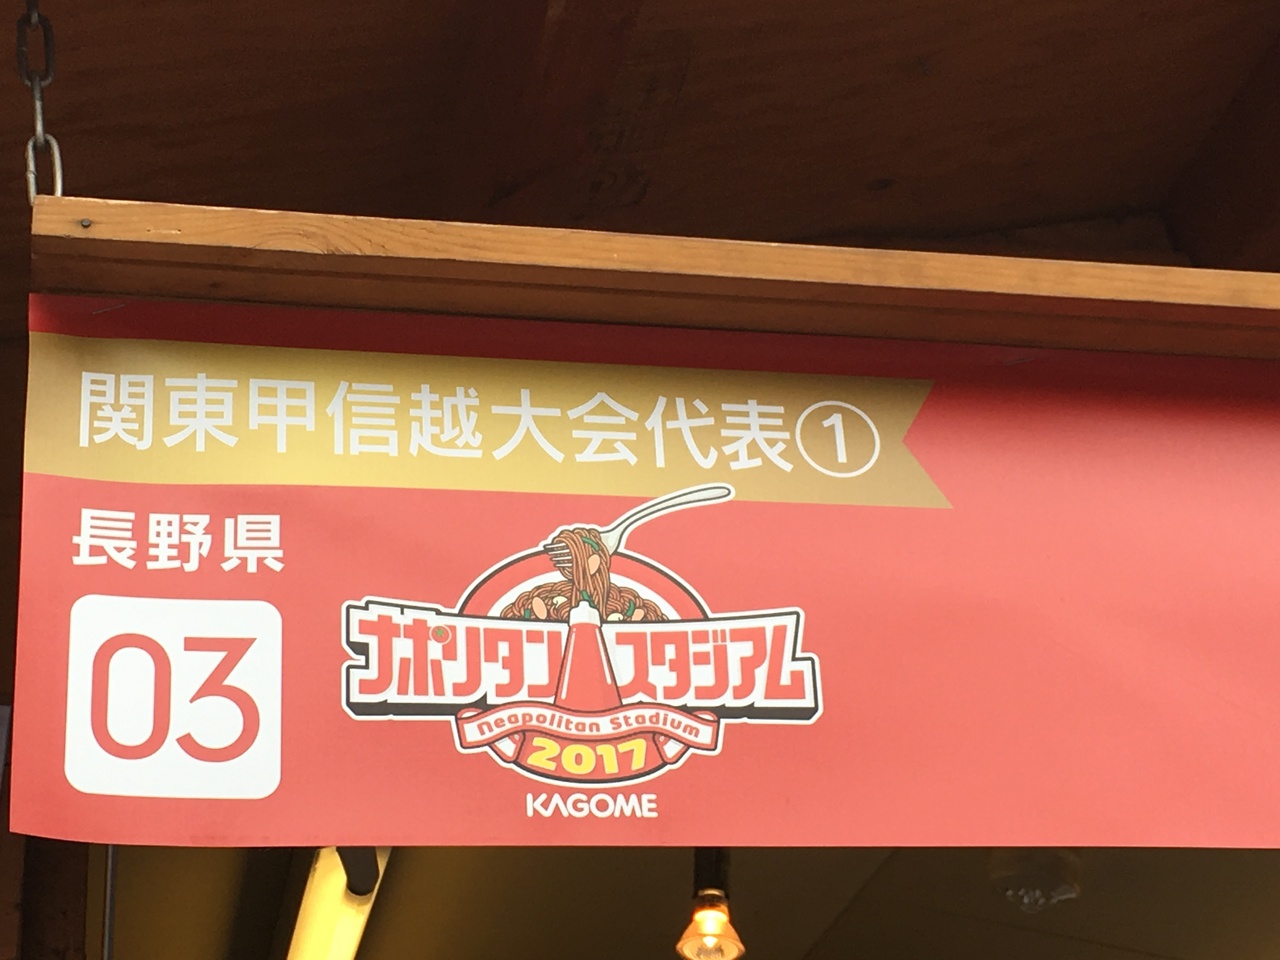 関東甲信越大会代表①
長野県
03
ナポリタンスタジアム
Neapolitan Stadium
2017
KAGOME